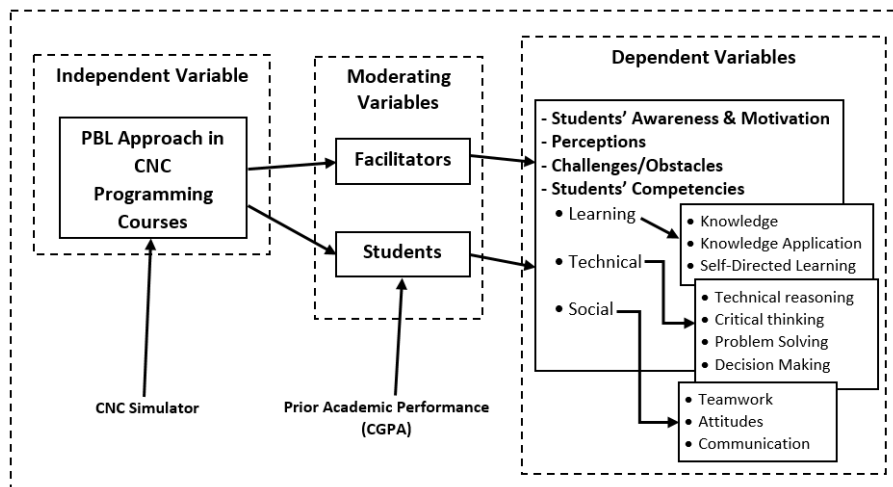 Independent Variable
PBL Approach in
CNC
Programming
Courses
CNC Simulator
Moderating
Variables
Facilitators
Students
Prior Academic Performance
(CGPA)
Dependent Variables
- Students’ Awareness & Motivation
- Perceptions
- Challenges/Obstacles
- Students’ Competencies
• Learning
• Technical
• Social
• Knowledge
• Knowledge Application
• Self-Directed Learning
• Technical reasoning
• Critical thinking
• Problem Solving
• Decision Making
• Teamwork
• Attitudes
• Communication